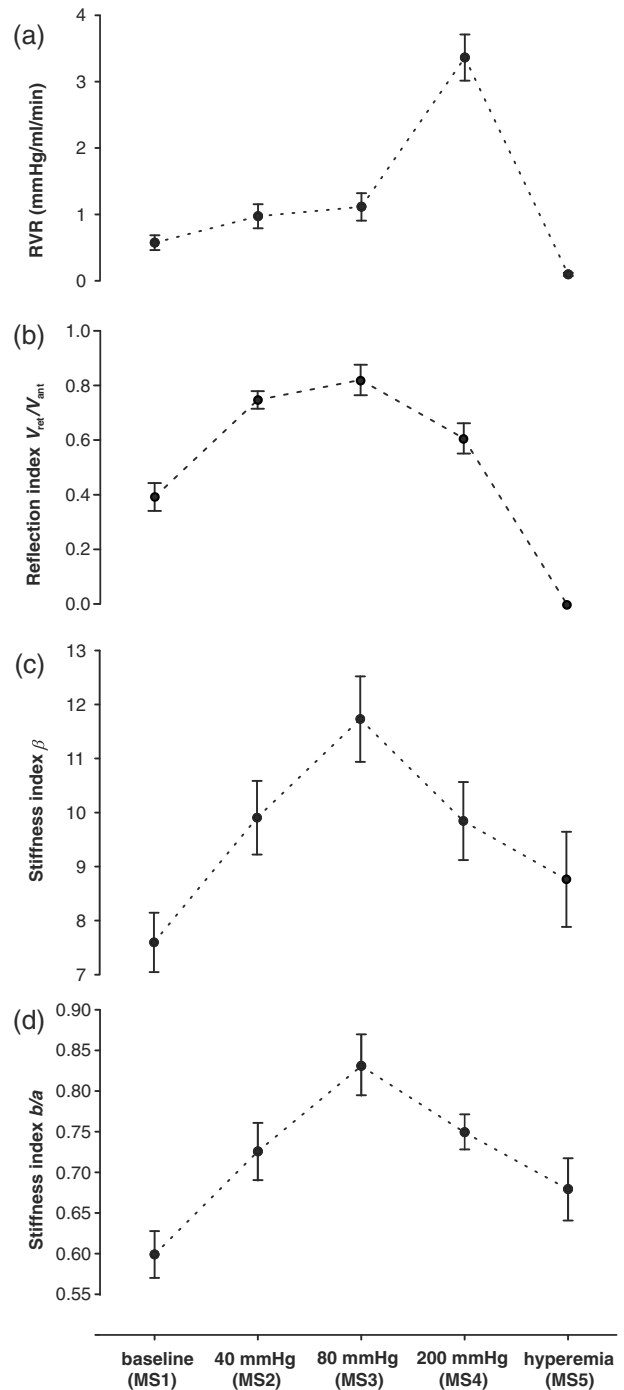 (a)
RVR (mmHg/ml/min)
4
3
2
1
0
(b)
Reflection index Vret/Vant
1.0
0.8
0.6
0.4
0.2
0.0
(c)
Stiffness index β
13
12
11
10
9
8
7
(d)
Stiffness index b/a
0.90
0.85
0.80
0.75
0.70
0.65
0.60
0.55
baseline 40 mmHg 80 mmHg 200 mmHg hyperemia
(MS1) (MS2) (MS3) (MS4) (MS5)